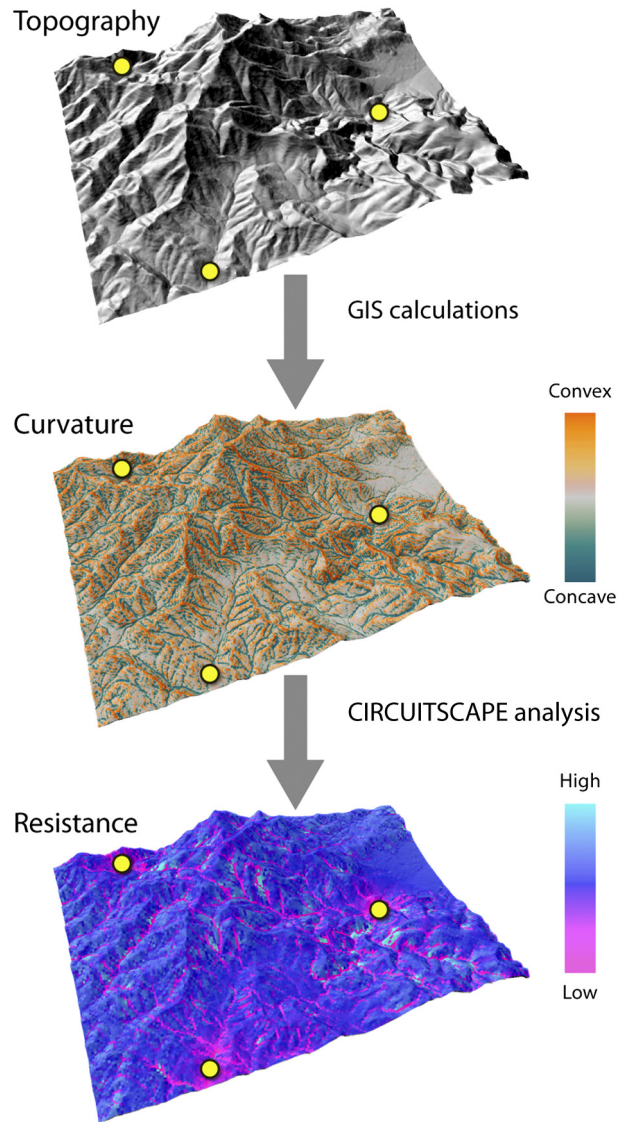 Topography
GIS calculations
Curvature
Convex
Concave
CIRCUITSCAPE analysis
Resistance
High
Low